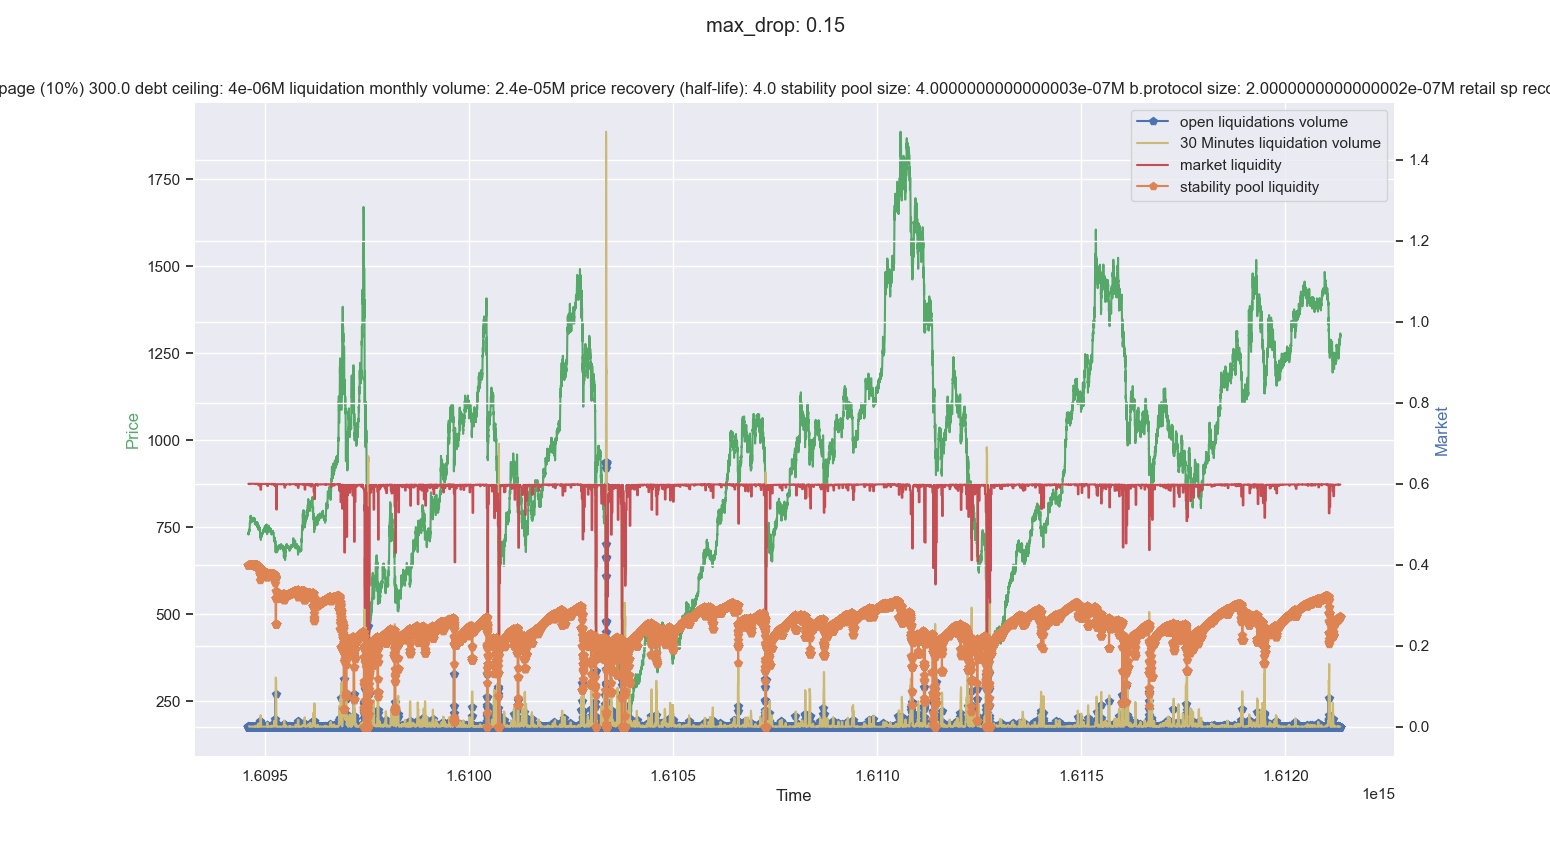 max_drop: 0.15
page (10%) 300.0 debt ceiling: 4e-06M liquidation monthly volume: 2.4e-05M price recovery (half-life): 4.0 stability pool size: 4.0000000000000003e-07M b.protocol size: 2.0000000000000002e-07M retail sp reco
open liquidations volume
30 Minutes liquidation volume
market liquidity
stability pool liquidity
1750
1500
1250
1000
750
500
250
Price
1.4
1.2
1.0
0.8
0.6
0.4
0.2
0.0
Market
1.6095
1.6100
1.6105
1.6110
1.6115
1.6120
Time
1e15